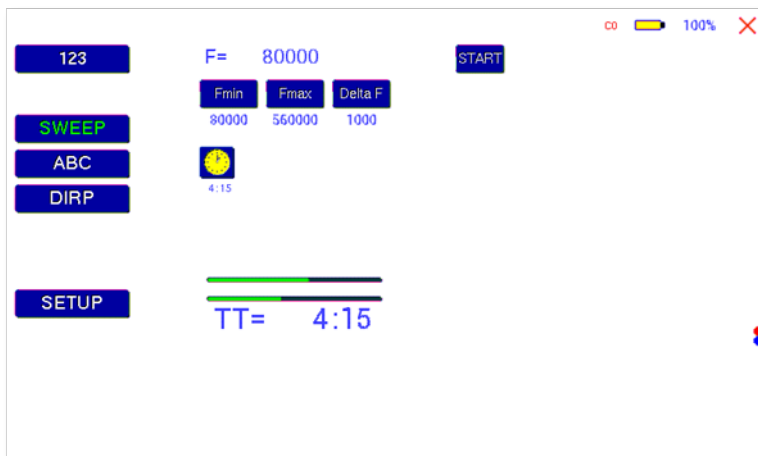 CO 100%
123 F= 80000 START
Fmin Fmax Delta F
80000 560000 1000
SWEEP
ABC
4:15
DIRP
SETUP
TT= 4:15